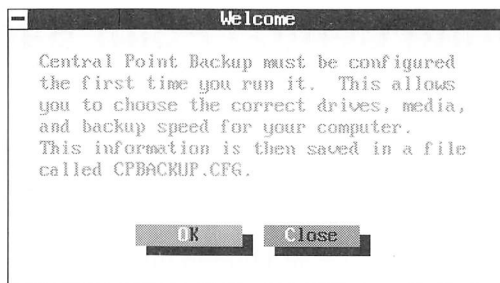 Welcome
Central Point Backup must be configured
the first time you run it. This allows
you to choose the correct drives, media,
and backup speed for your computer.
This information is then saved in a file
called CPBACKUP.CFG.
OK
Close